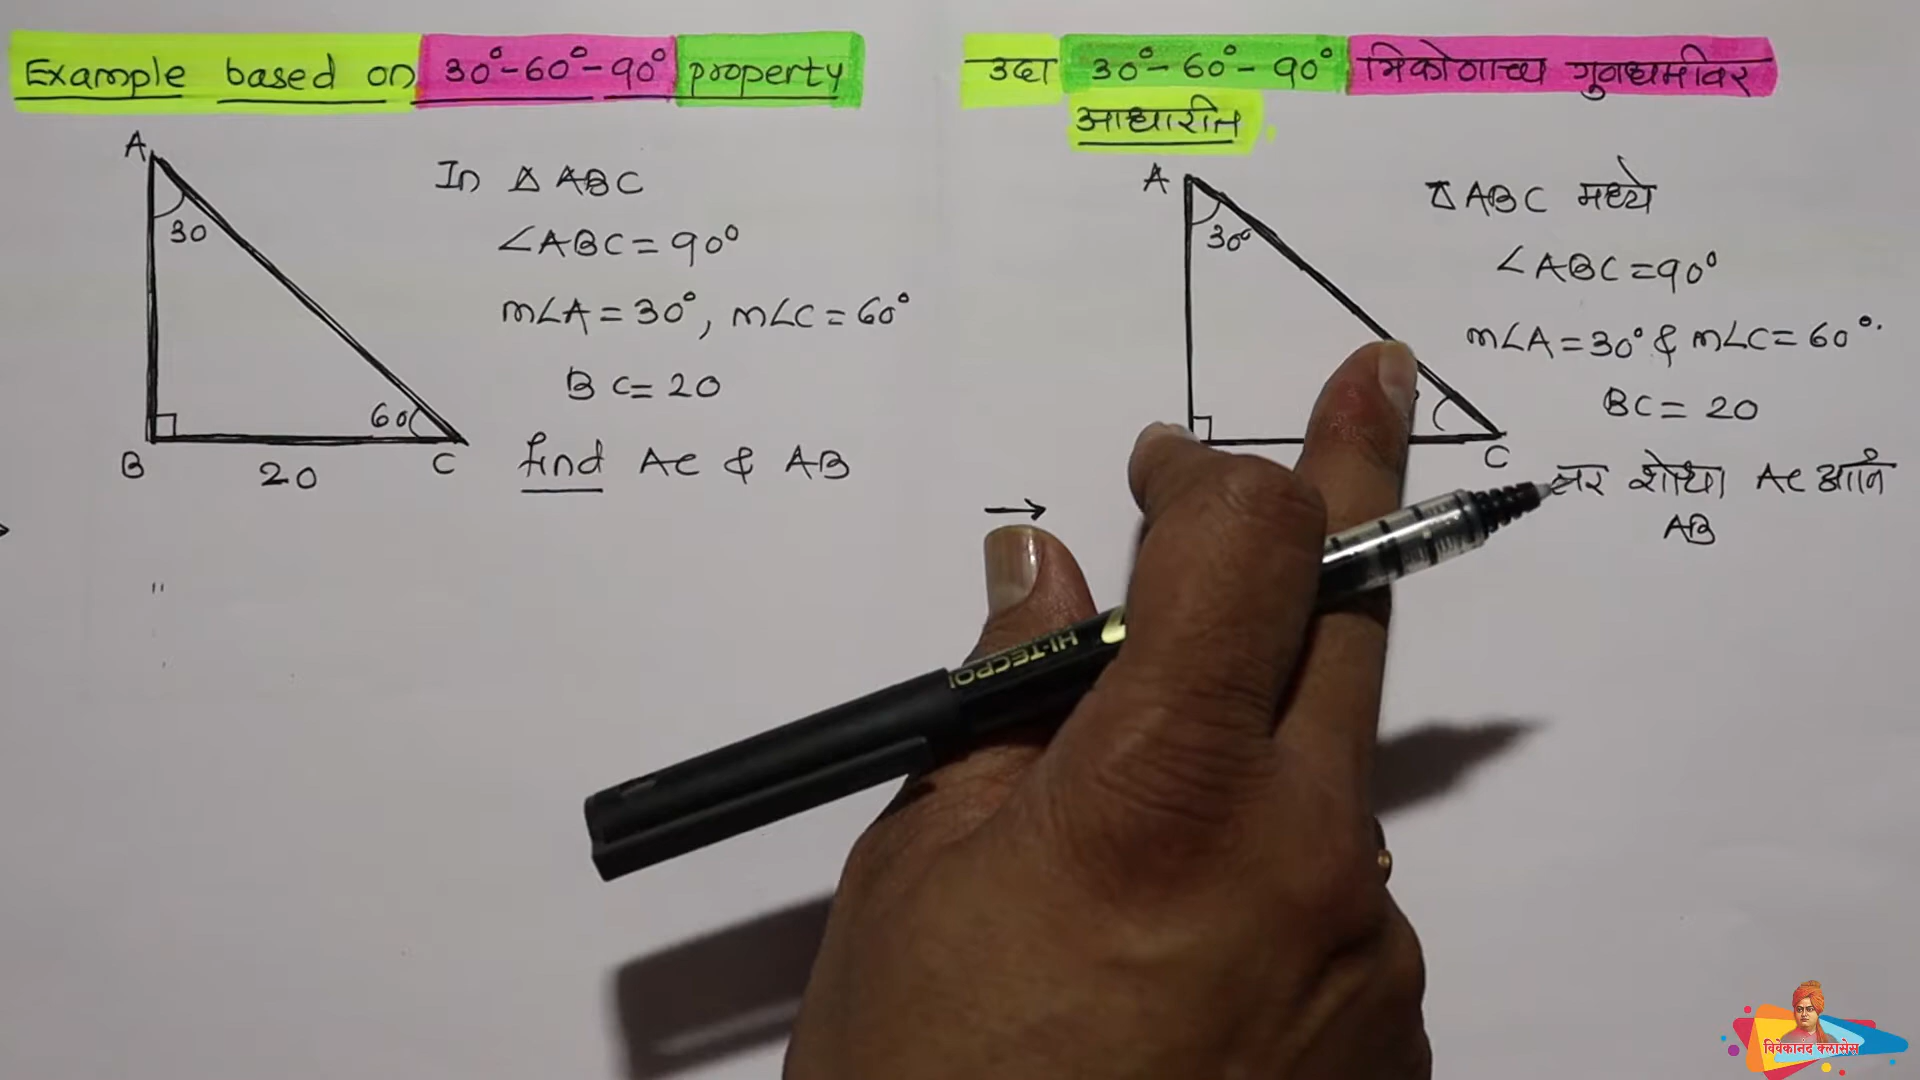 Example based on 30°-60°-90° property
A
30
60
B
20
C
In △ ABC
∠ABC = 90°
m∠A = 30°, m∠C = 60°
BC = 20
find AC & AB
उदा 30°- 60°- 90° त्रिकोणाच्या गुणधर्मावर
आधारीत
A
30°
C
△ ABC मध्ये
∠ABC = 90°
m∠A = 30° & m∠C = 60°.
BC = 20
तर शोधा AC आणि
AB
HI-TECPOI
विवेकानंद क्लासेस